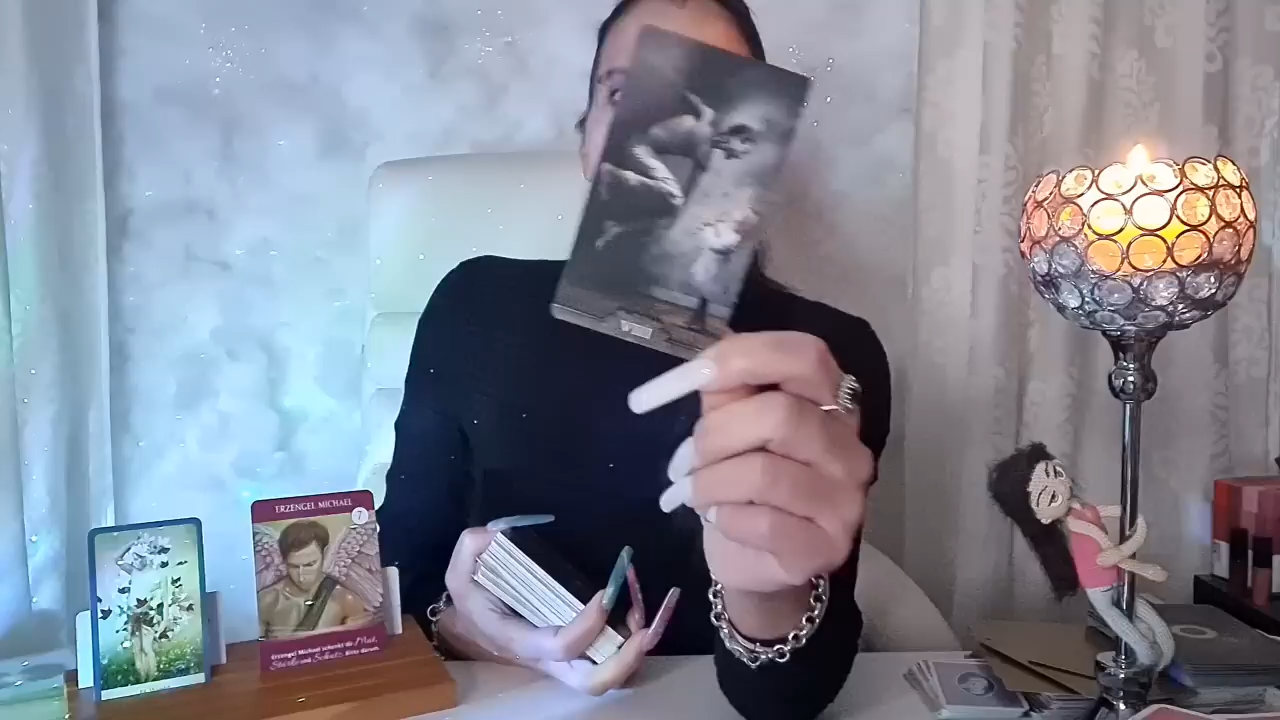 ERZENGEL MICHAEL
7
Erzengel Michael schenkt dir Mut,
Stärke und Schutz. Bitte darum.